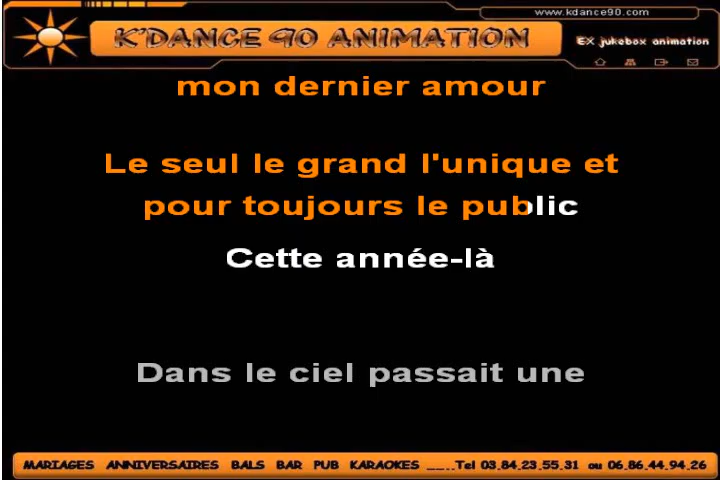 www.kdance90.com
K'DANCE 90 ANIMATION
EX jukebox animation
mon dernier amour
Le seul le grand l'unique et
pour toujours le public
Cette année-là
Dans le ciel passait une
MARIAGES ANNIVERSAIRES BALS BAR PUB KARAOKES __...Tel 03.84.23.55.31 ou 06.86.44.94.26